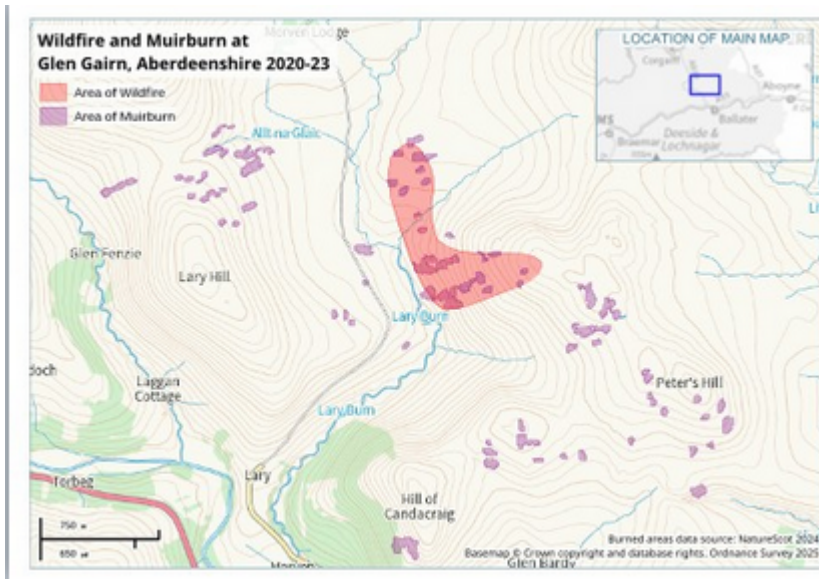 Morven Lodge
Wildfire and Muirburn at
Glen Gairn, Aberdeenshire 2020-23
Area of Wildfire
Area of Muirburn
LOCATION OF MAIN MAP
Corgarff
Aboyne
Ballater
Braemar
Deeside &
Lochnagar
Allt na Glaic
Glen Fenzie
Lary Hill
Lary Burn
doch
Laggan
Cottage
Peter's Hill
Lary Burn
Lary
Torbeg
Hill of
Candacraig
750 m
Burned areas data source: NatureScot 2024
Basemap © Crown copyright and database rights. Ordnance Survey 2025
Glen Bardy